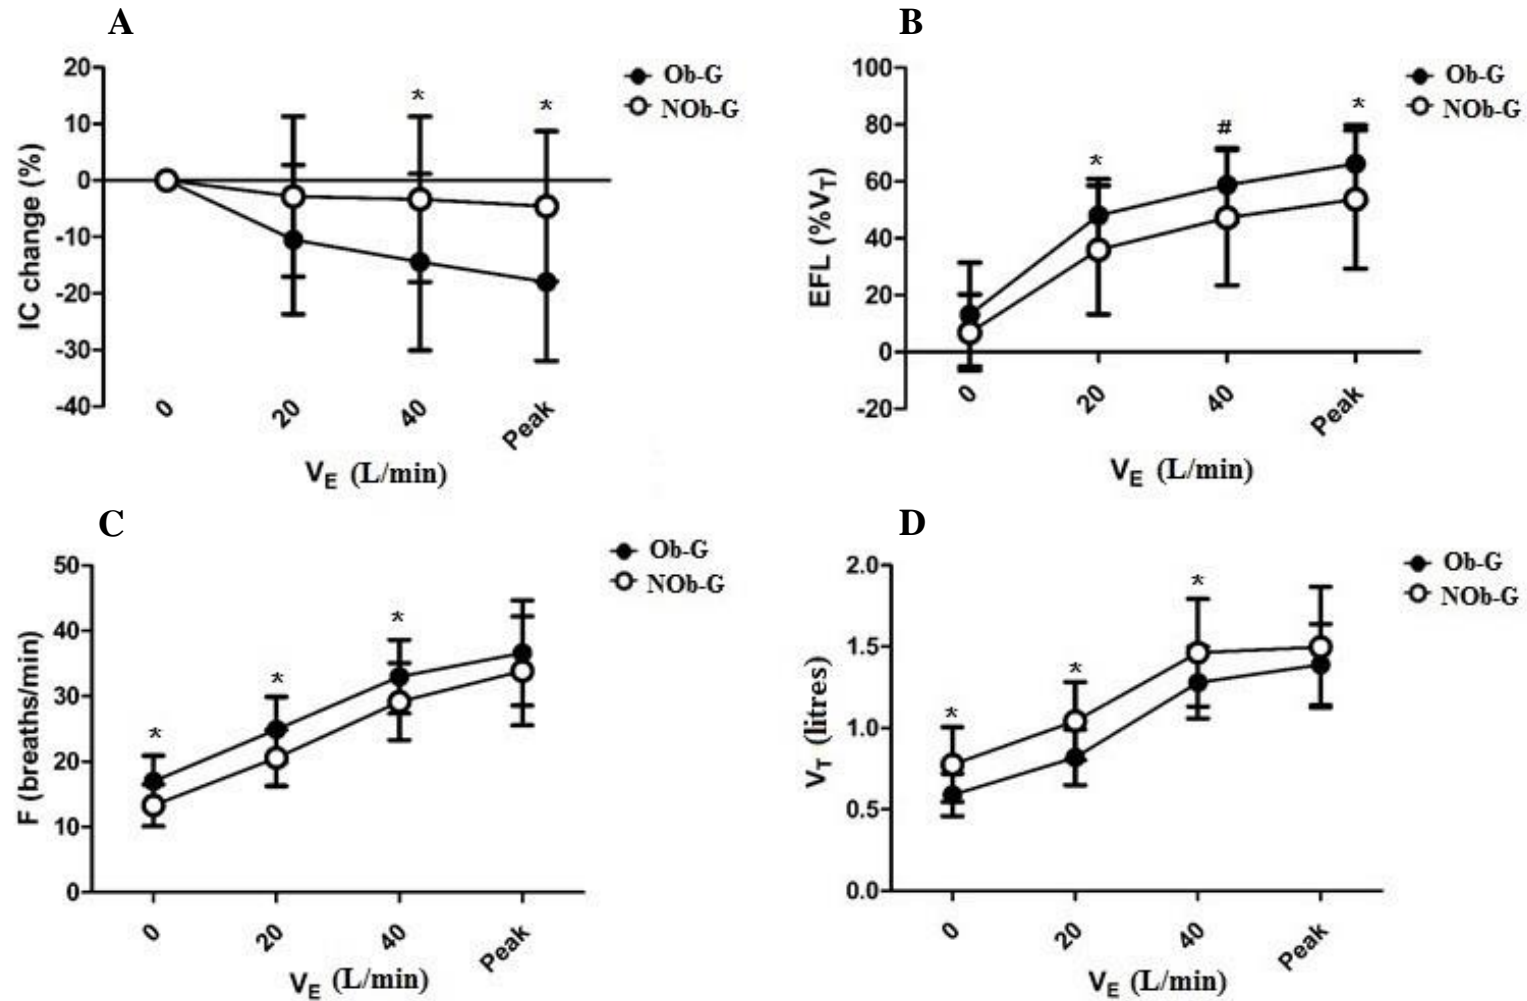 A
20
10
0
-10
-20
-30
-40
IC change (%)
* *
Ob-G
NOb-G
0 20 40 Peak
VE (L/min)
B
100
80
60
40
20
0
-20
EFL (%VT)
* # *
Ob-G
NOb-G
0 20 40 Peak
VE (L/min)
C
50
40
30
20
10
0
F (breaths/min)
* * *
Ob-G
NOb-G
0 20 40 Peak
VE (L/min)
D
2.0
1.5
1.0
0.5
0.0
VT (litres)
* * *
Ob-G
NOb-G
0 20 40 Peak
VE (L/min)